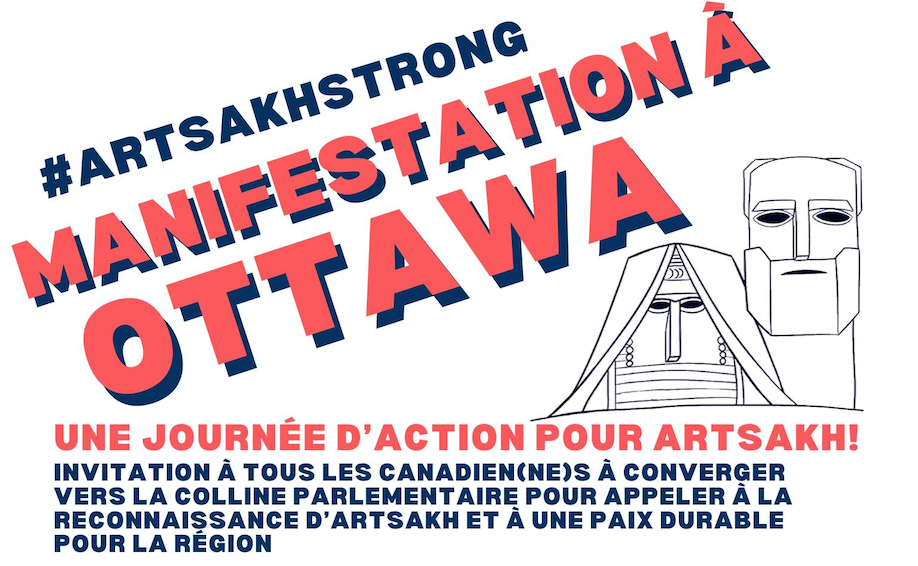 #ARTSAKHSTRONG
MANIFESTATION À
OTTAWA
UNE JOURNÉE D'ACTION POUR ARTSAKH!
INVITATION À TOUS LES CANADIEN(NE)S À CONVERGER
VERS LA COLLINE PARLEMENTAIRE POUR APPELER À LA
RECONNAISSANCE D'ARTSAKH ET À UNE PAIX DURABLE
POUR LA RÉGION